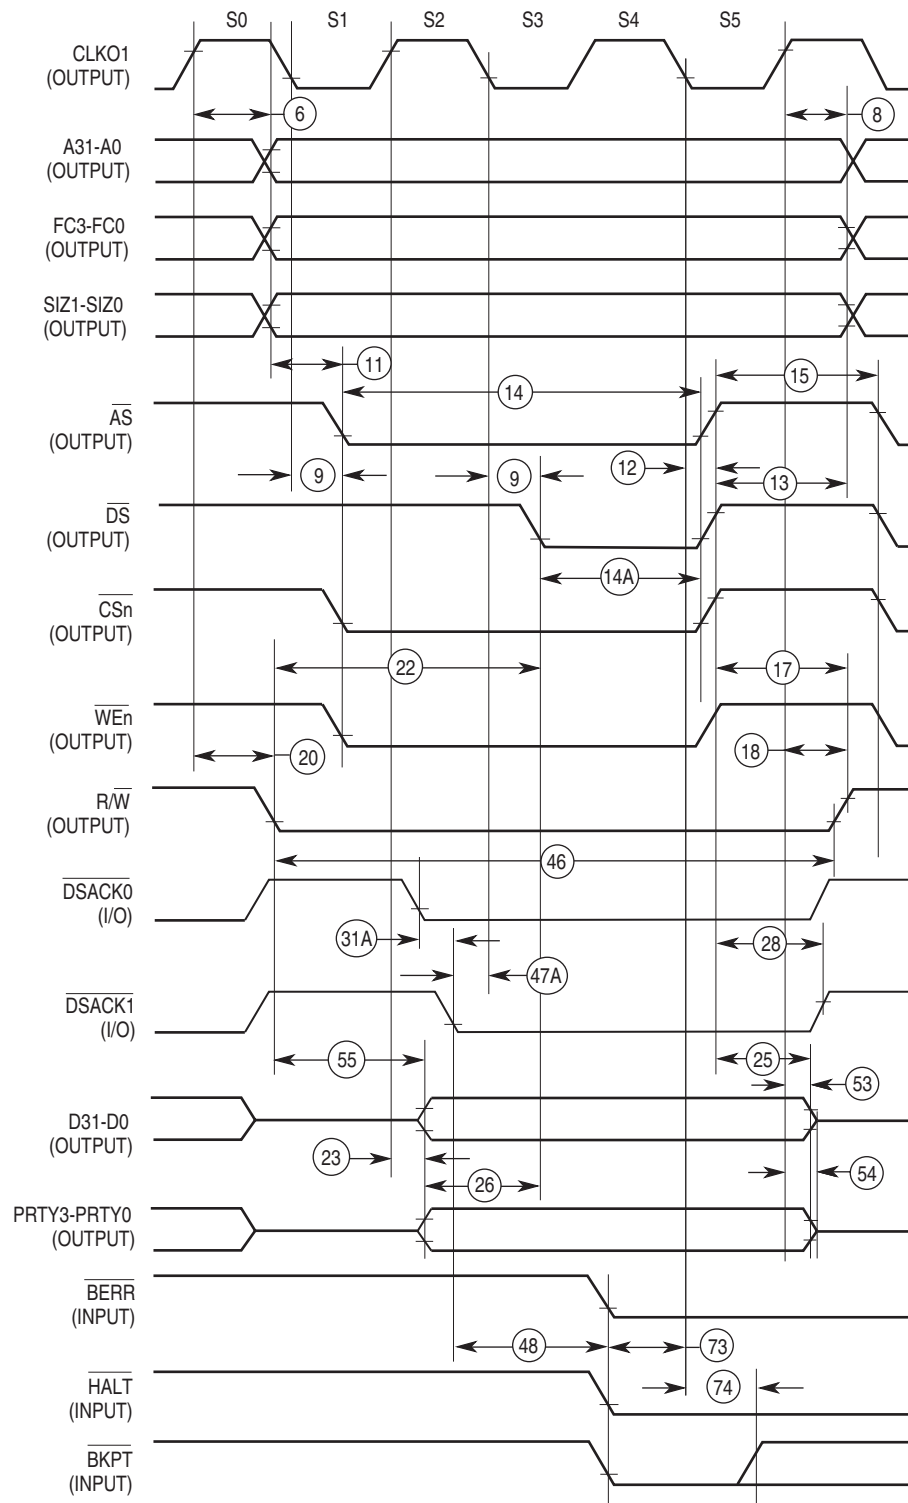 S0 S1 S2 S3 S4 S5
CLKO1
(OUTPUT)
6 8
A31-A0
(OUTPUT)
FC3-FC0
(OUTPUT)
SIZ1-SIZ0
(OUTPUT)
11
15
14
AS
(OUTPUT)
9 9 12 13
DS
(OUTPUT)
14A
CSn
(OUTPUT)
22 17
WEn
(OUTPUT)
20 18
R/W
(OUTPUT)
46
DSACK0
(I/O)
31A 28
47A
DSACK1
(I/O)
55 25
53
D31-D0
(OUTPUT)
23 54
26
PRTY3-PRTY0
(OUTPUT)
BERR
(INPUT)
48 73
HALT
(INPUT)
74
BKPT
(INPUT)